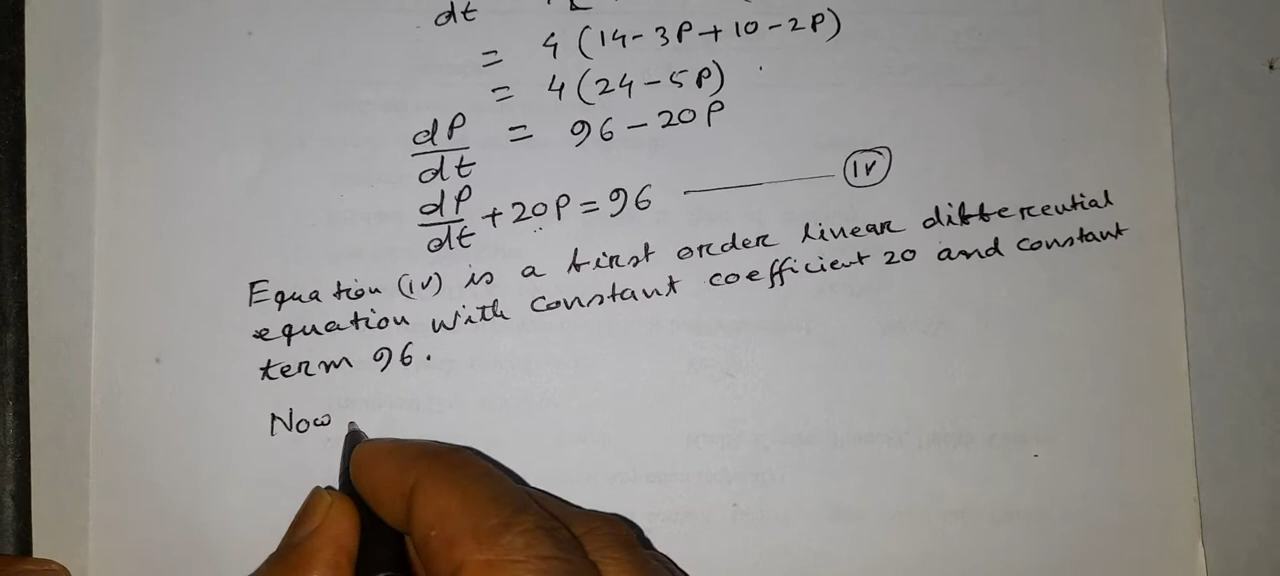 dt
= 4 (14-3P+10-2P)
= 4(24-5P)
dP/dt = 96-20P
dP/dt +20P=96 ——— (IV)
Equation (IV) is a first order linear differential
equation with constant coefficient 20 and constant
term 96.
Now